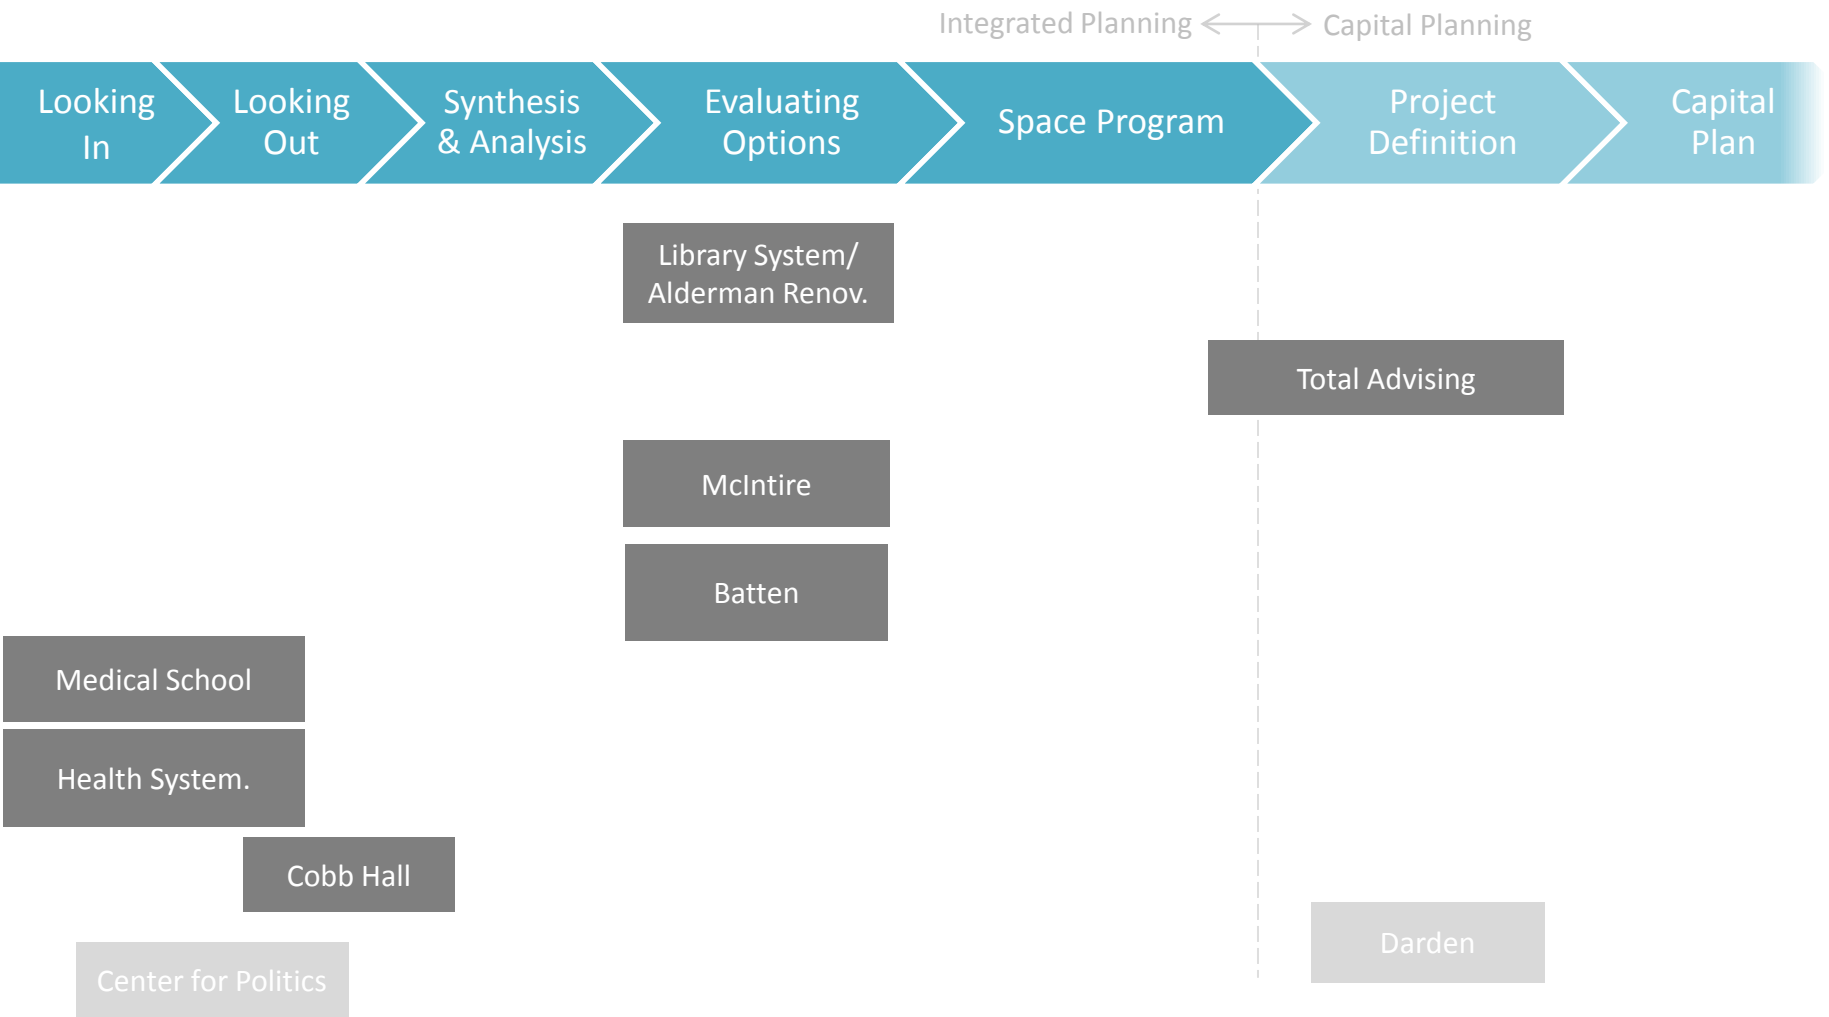 Integrated Planning
Capital Planning
Looking
In
Looking
Out
Synthesis
& Analysis
Evaluating
Options
Space Program
Project
Definition
Capital
Plan
Library System/
Alderman Renov.
Total Advising
McIntire
Batten
Medical School
Health System.
Cobb Hall
Darden
Center for Politics